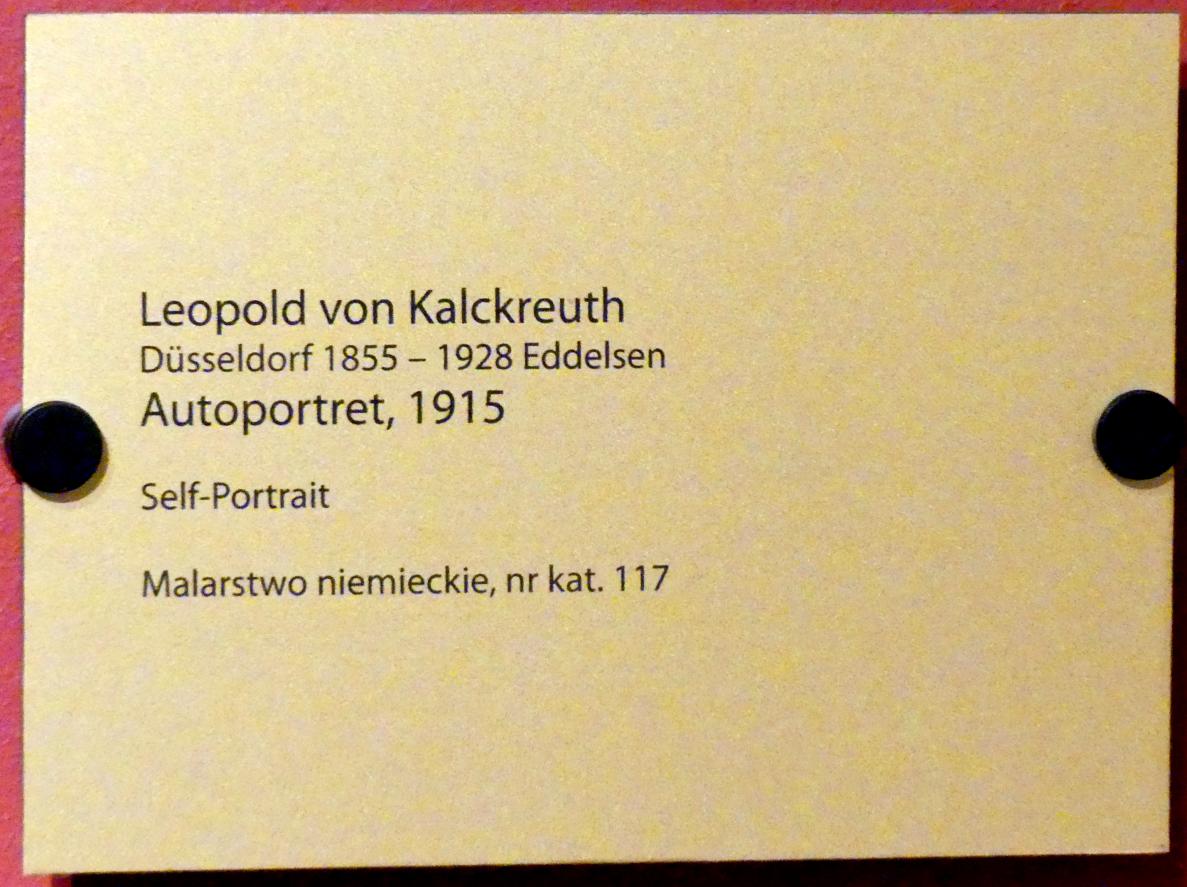 Leopold von Kalckreuth
Düsseldorf 1855 – 1928 Eddelsen
Autoportret, 1915
Self-Portrait
Malarstwo niemieckie, nr kat. 117